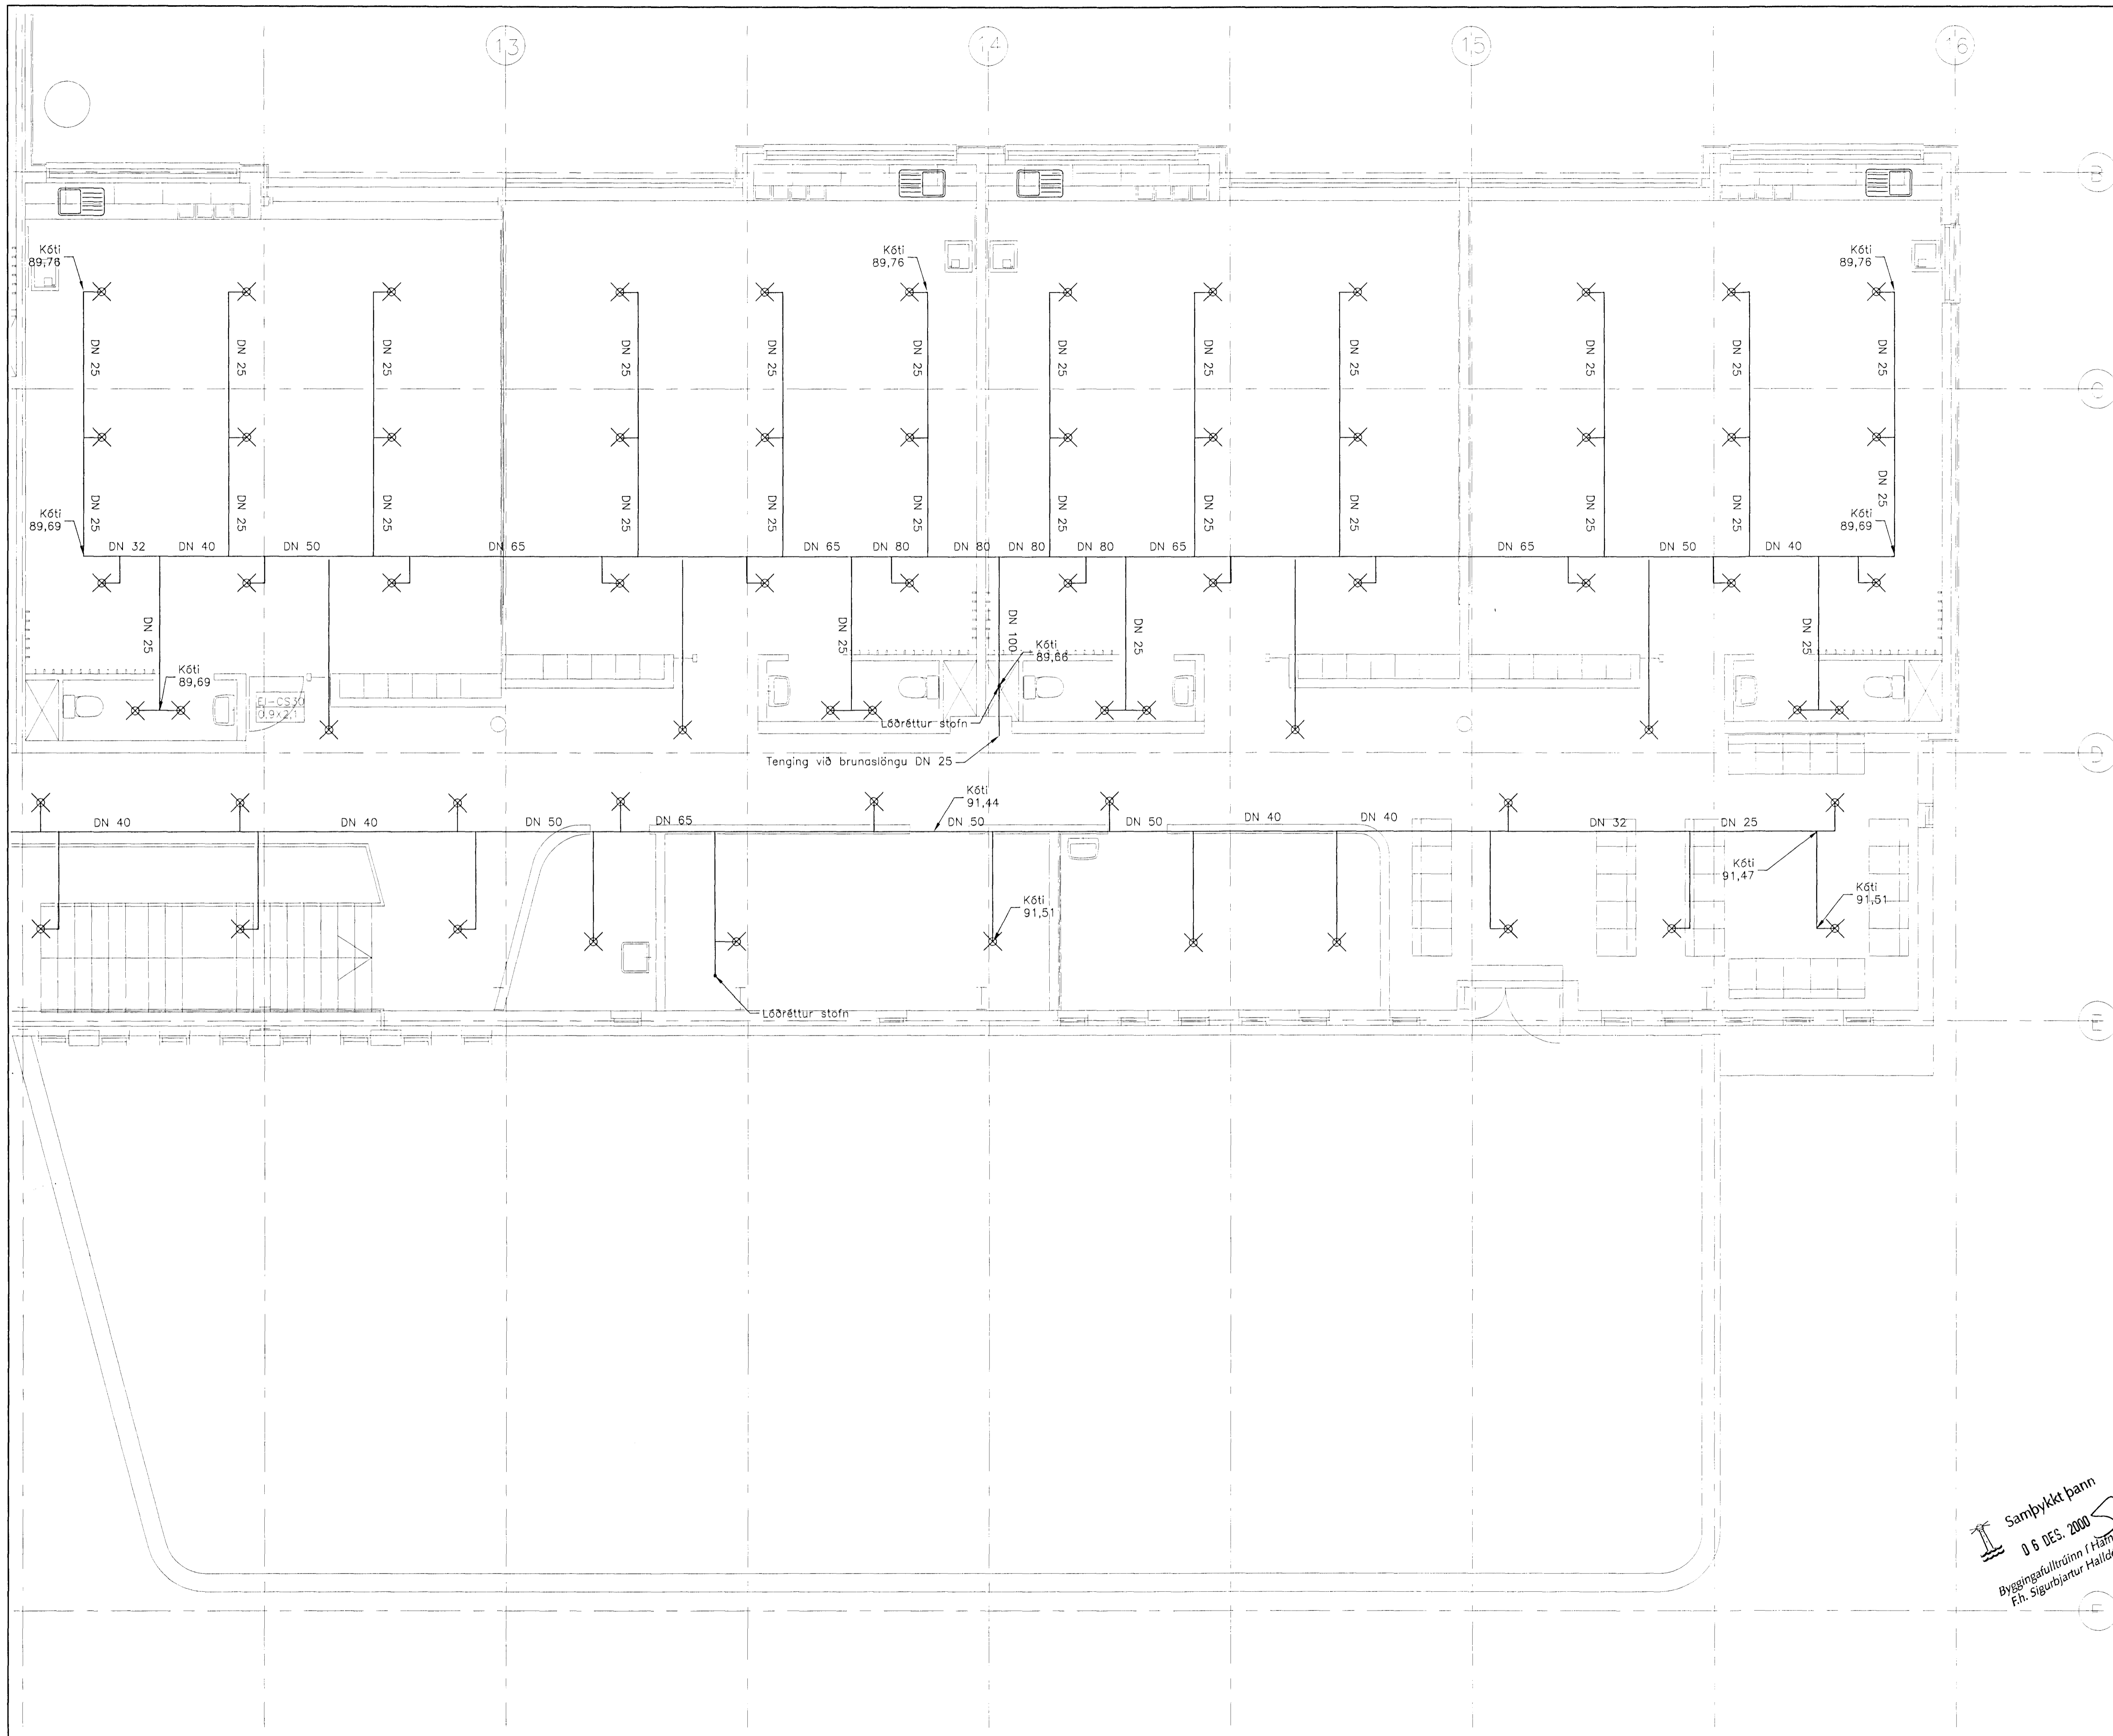 13
14
15
16
B
Kóti
89,76
Kóti
89,76
Kóti
89,76
DN 25
DN 25
DN 25
DN 25
DN 25
DN 25
DN 25
DN 25
DN 25
DN 25
DN 25
DN 25
C
DN 25
DN 25
DN 25
DN 25
DN 25
DN 25
DN 25
DN 25
DN 25
DN 25
DN 25
DN 25
Kóti
89,69
Kóti
89,69
DN 32
DN 40
DN 50
DN 65
DN 65
DN 80
DN 80
DN 80
DN 80
DN 65
DN 65
DN 50
DN 40
DN 25
DN 25
DN 100
DN 25
DN 25
Kóti
89,66
Kóti
89,69
EI-CS30
0,9x2,1
Lóðréttur stofn
D
Tenging við brunaslöngu DN 25
Kóti
91,44
DN 40
DN 40
DN 50
DN 65
DN 50
DN 50
DN 40
DN 40
DN 32
DN 25
Kóti
91,47
Kóti
91,51
Kóti
91,51
Lóðréttur stofn
E
Samþykkt þann
06 DES. 2000
Byggingafulltrúinn í
F.h. Sigurbjartur
F